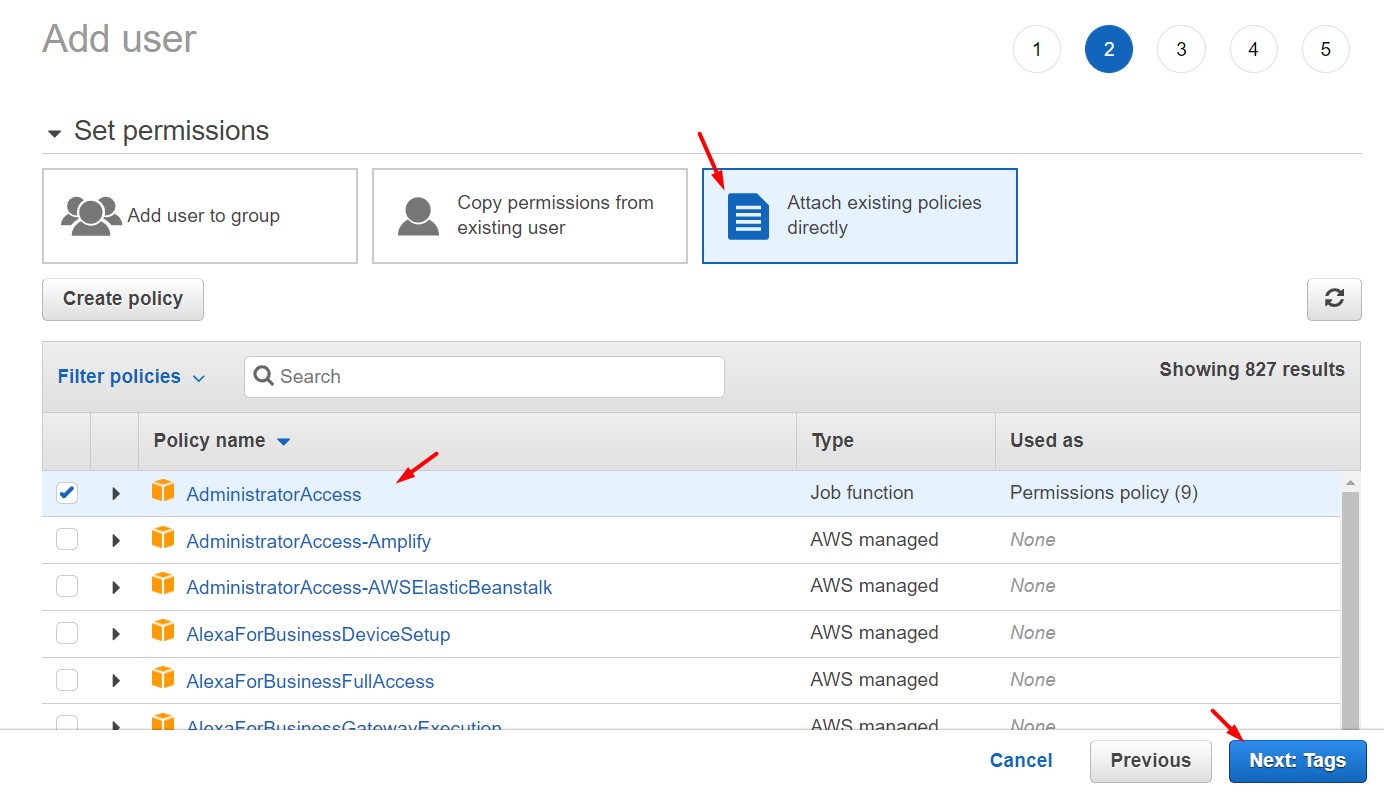 Add user
1 2 3 4 5
Set permissions
Add user to group
Copy permissions from
existing user
Attach existing policies
directly
Create policy
Filter policies
Search
Showing 827 results
Policy name Type Used as
AdministratorAccess Job function Permissions policy (9)
AdministratorAccess-Amplify AWS managed None
AdministratorAccess-AWSElasticBeanstalk AWS managed None
AlexaForBusinessDeviceSetup AWS managed None
AlexaForBusinessFullAccess AWS managed None
AlexaForBusinessGatewayExecution AWS managed None
Cancel Previous Next: Tags